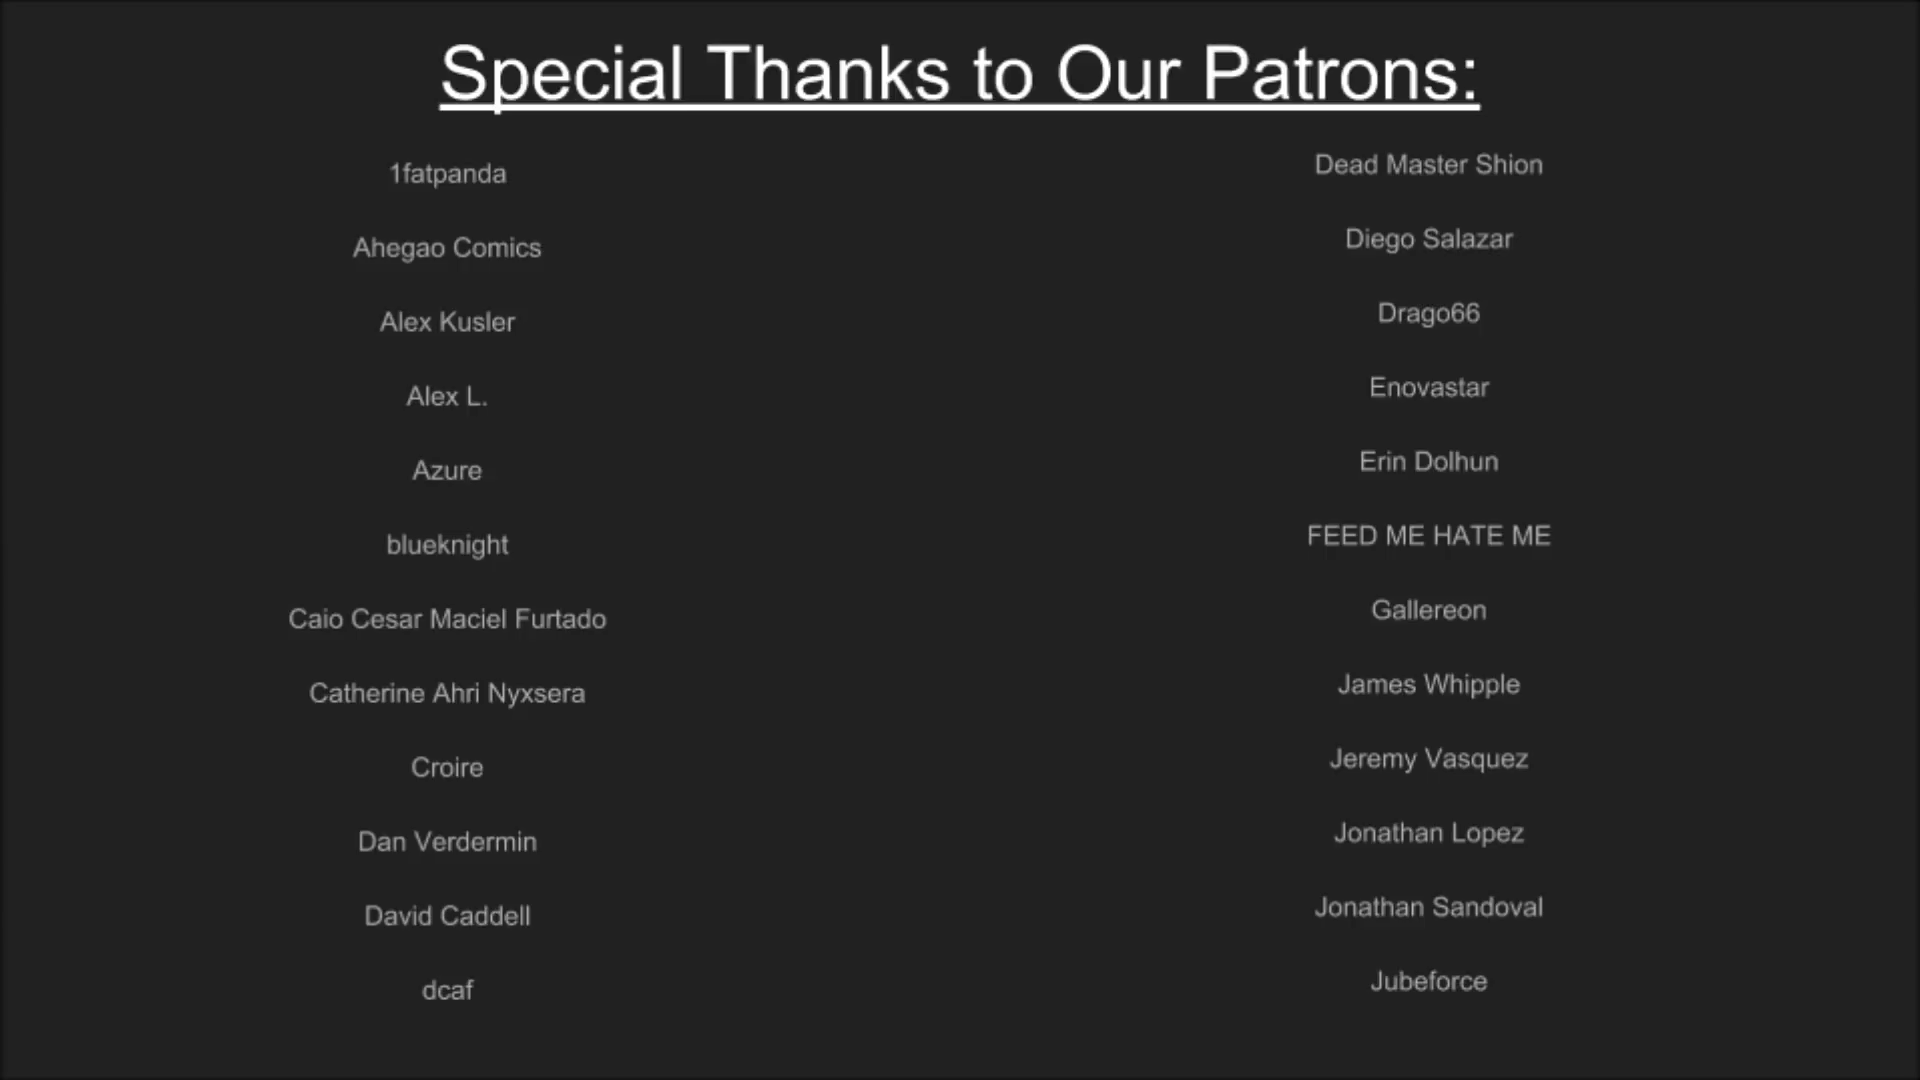 Special Thanks to Our Patrons:
1fatpanda
Ahegao Comics
Alex Kusler
Alex L.
Azure
blueknight
Caio Cesar Maciel Furtado
Catherine Ahri Nyxsera
Croire
Dan Verdermin
David Caddell
dcaf
Dead Master Shion
Diego Salazar
Drago66
Enovastar
Erin Dolhun
FEED ME HATE ME
Gallereon
James Whipple
Jeremy Vasquez
Jonathan Lopez
Jonathan Sandoval
Jubeforce